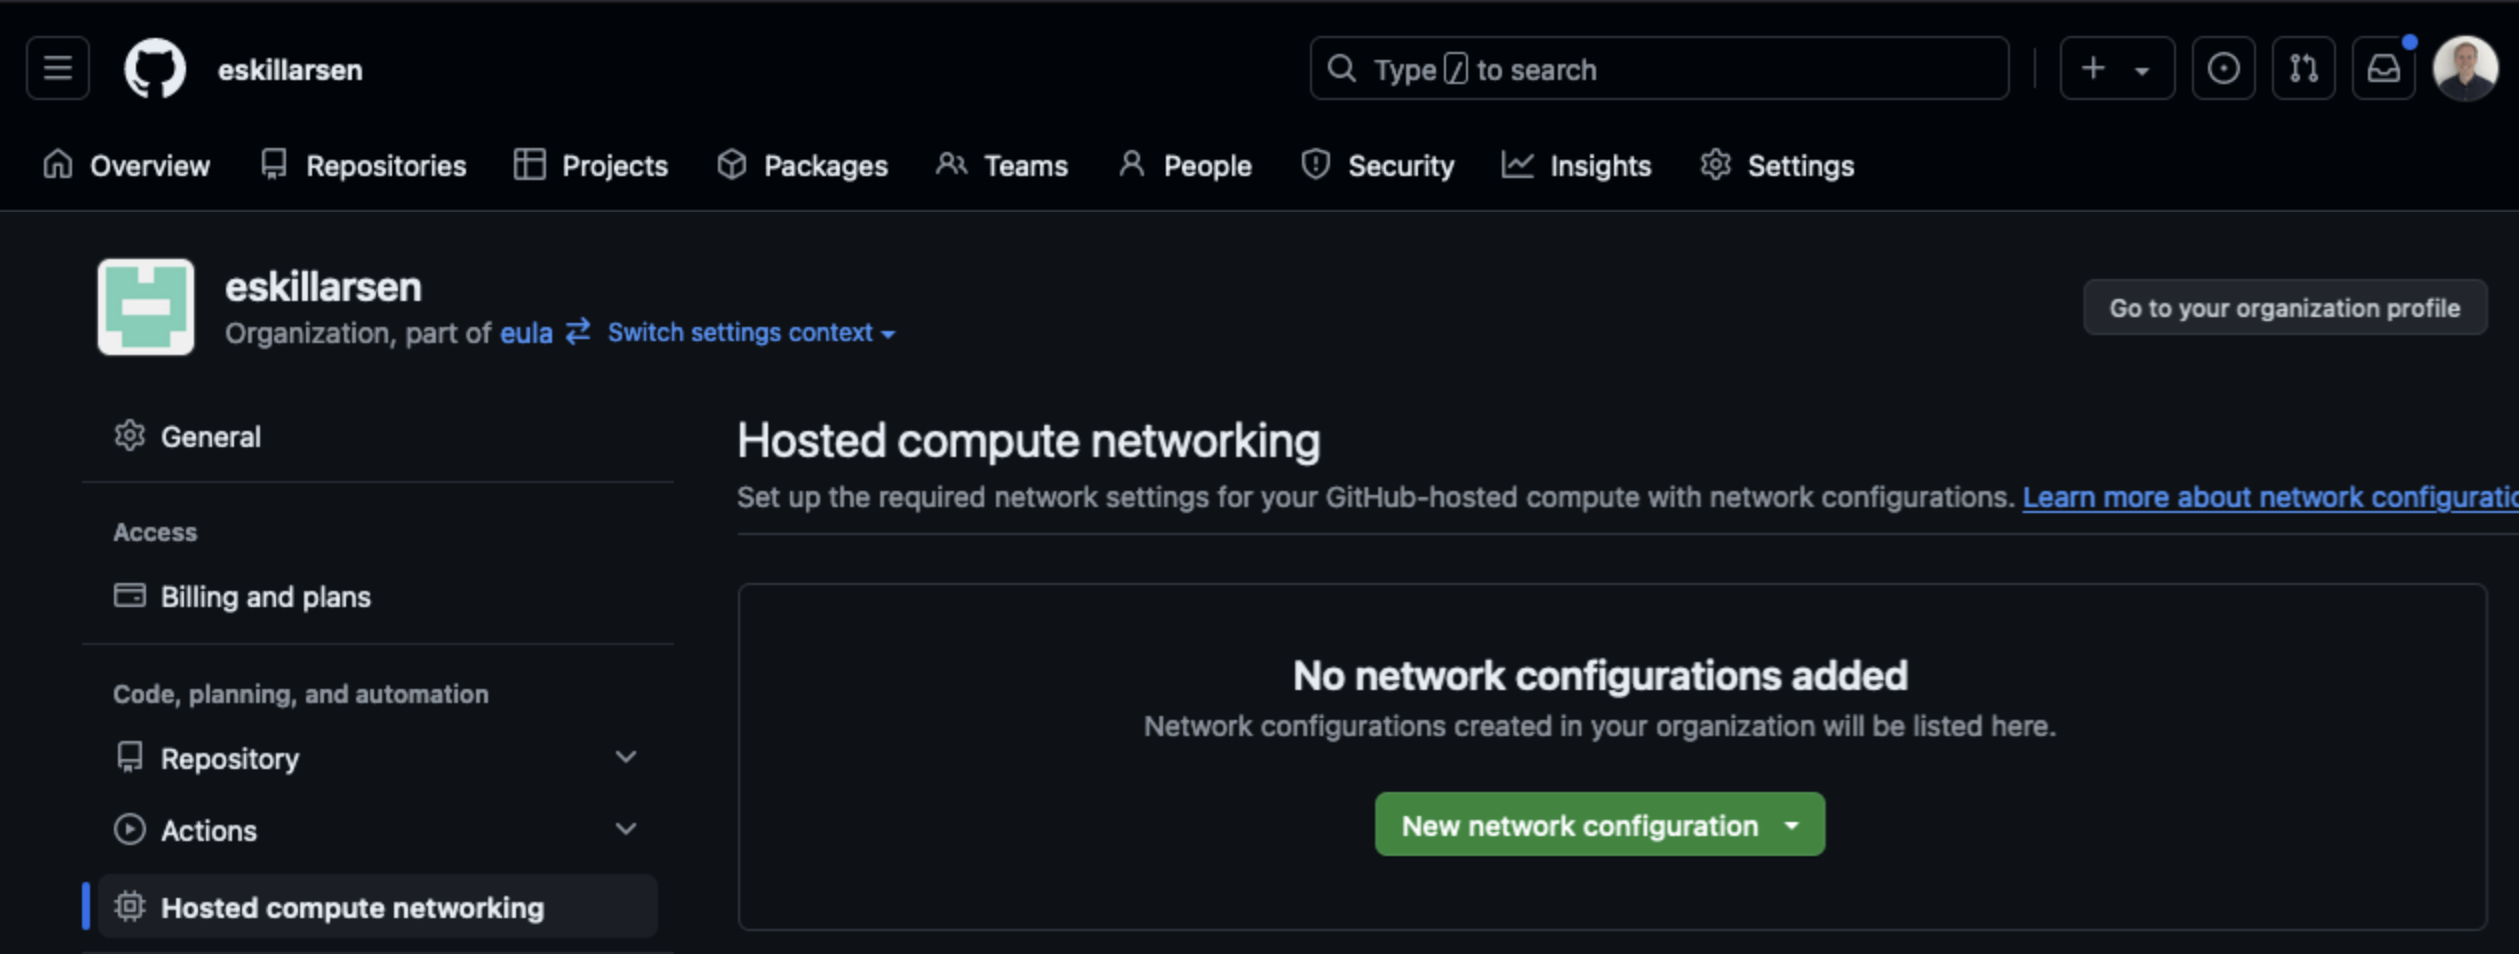 eskillarsen
Type / to search
Overview Repositories Projects Packages Teams People Security Insights Settings
eskillarsen
Organization, part of eula Switch settings context
Go to your organization profile
General
Access
Billing and plans
Code, planning, and automation
Repository
Actions
Hosted compute networking
Hosted compute networking
Set up the required network settings for your GitHub-hosted compute with network configurations. Learn more about network configuratio
No network configurations added
Network configurations created in your organization will be listed here.
New network configuration